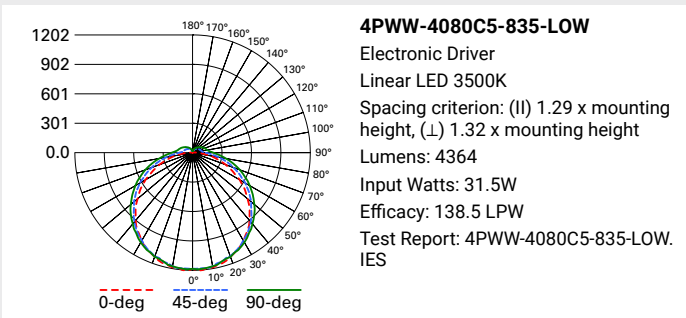 1202
902
601
301
0.0
180°
170°
160°
150°
140°
130°
120°
110°
100°
90°
80°
70°
60°
50°
40°
30°
20°
10°
0°
0-deg 45-deg 90-deg
4PWW-4080C5-835-LOW
Electronic Driver
Linear LED 3500K
Spacing criterion: (II) 1.29 x mounting
height, (⊥) 1.32 x mounting height
Lumens: 4364
Input Watts: 31.5W
Efficacy: 138.5 LPW
Test Report: 4PWW-4080C5-835-LOW.
IES